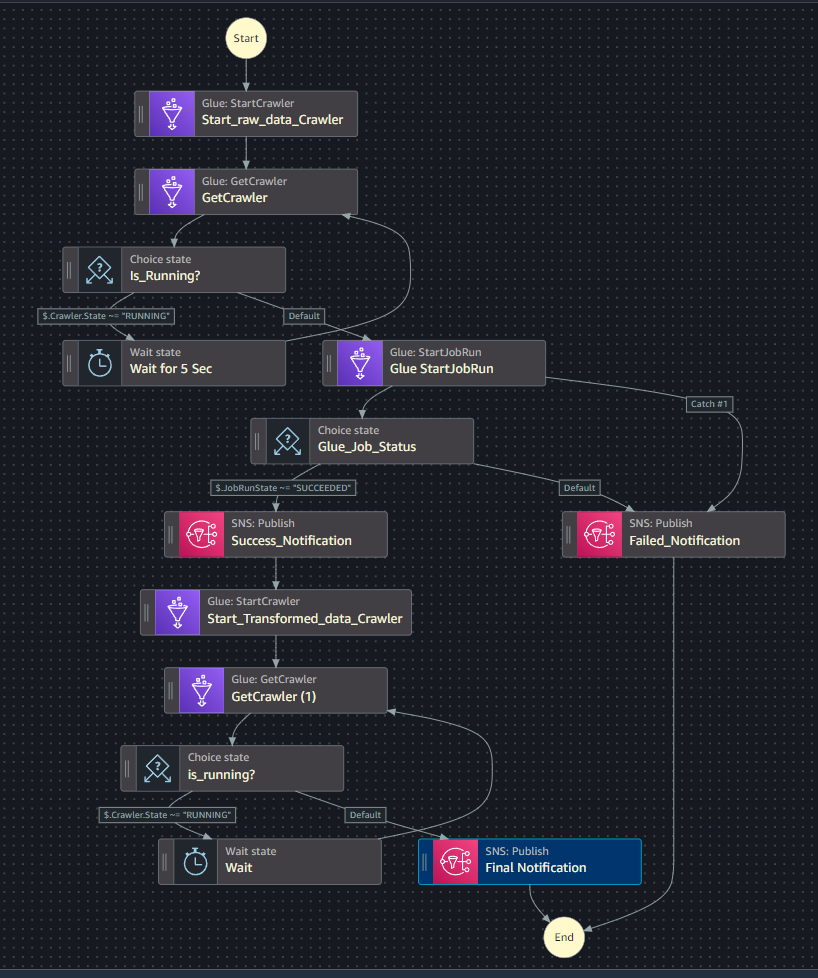 Start
Glue: StartCrawler
Start_raw_data_Crawler
Glue: GetCrawler
GetCrawler
Choice state
Is_Running?
$.Crawler.State ~= "RUNNING"
Default
Wait state
Wait for 5 Sec
Glue: StartJobRun
Glue StartJobRun
Catch #1
Choice state
Glue_Job_Status
$.JobRunState ~= "SUCCEEDED"
Default
SNS: Publish
Success_Notification
SNS: Publish
Failed_Notification
Glue: StartCrawler
Start_Transformed_data_Crawler
Glue: GetCrawler
GetCrawler (1)
Choice state
is_running?
$.Crawler.State ~= "RUNNING"
Default
Wait state
Wait
SNS: Publish
Final Notification
End